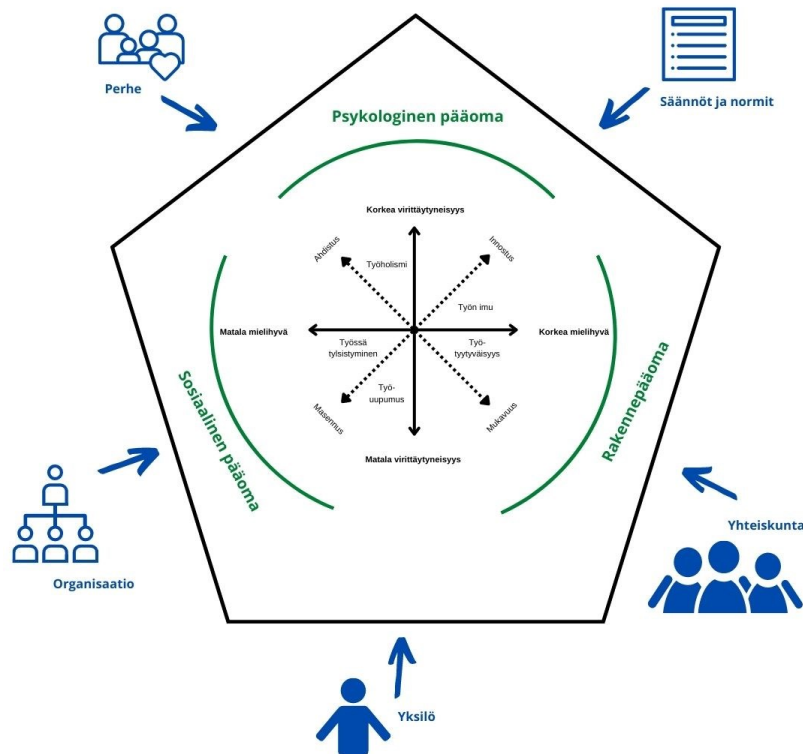 Perhe
Säännöt ja normit
Psykologinen pääoma
Korkea virittäytyneisyys
Ahdistus
Innostus
Työholismi
Työn imu
Matala mielihyvä
Korkea mielihyvä
Työssä
tylsistyminen
Työ-
tyytyväisyys
Työ-
uupumus
Masennus
Mukavuus
Matala virittäytyneisyys
Sosiaalinen pääoma
Rakennepääoma
Organisaatio
Yhteiskunta
Yksilö